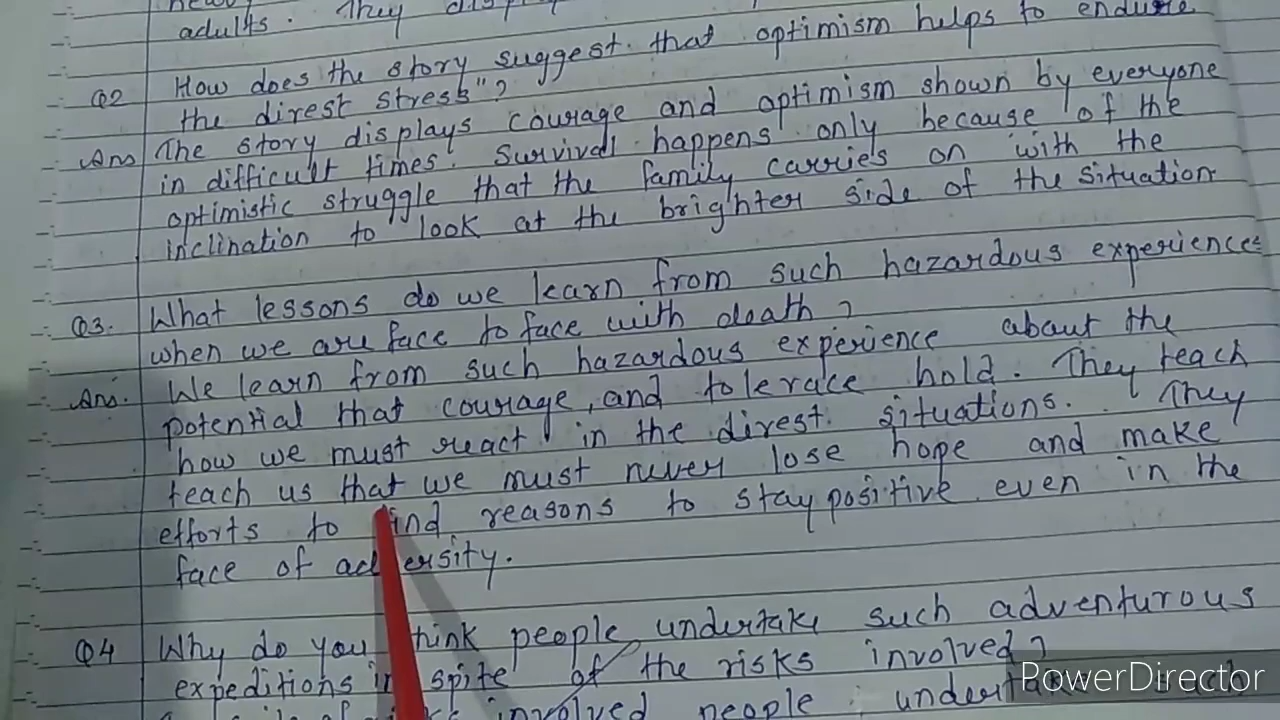 adults. They
Q2 How does the story suggest. that optimism helps to endure
the direst stress"?
Ans The story displays courage and optimism shown by everyone
in difficult times. Survival happens only because of the
optimistic struggle that the family carries on with the
inclination to look at the brighter side of the situation
Q3. What lessons do we learn from such hazardous experiences
when we are face to face with death ?
Ans. We learn from such hazardous experience about the
potential that courage, and tolerace hold. They teach
how we must react in the direst. situations. They
teach us that we must never lose hope and make
efforts to find reasons to stay positive even in the
face of adversity.
Q4 Why do you think people undertake such adventurous
expeditions in spite of the risks involved ?
involved people undertake such
PowerDirector